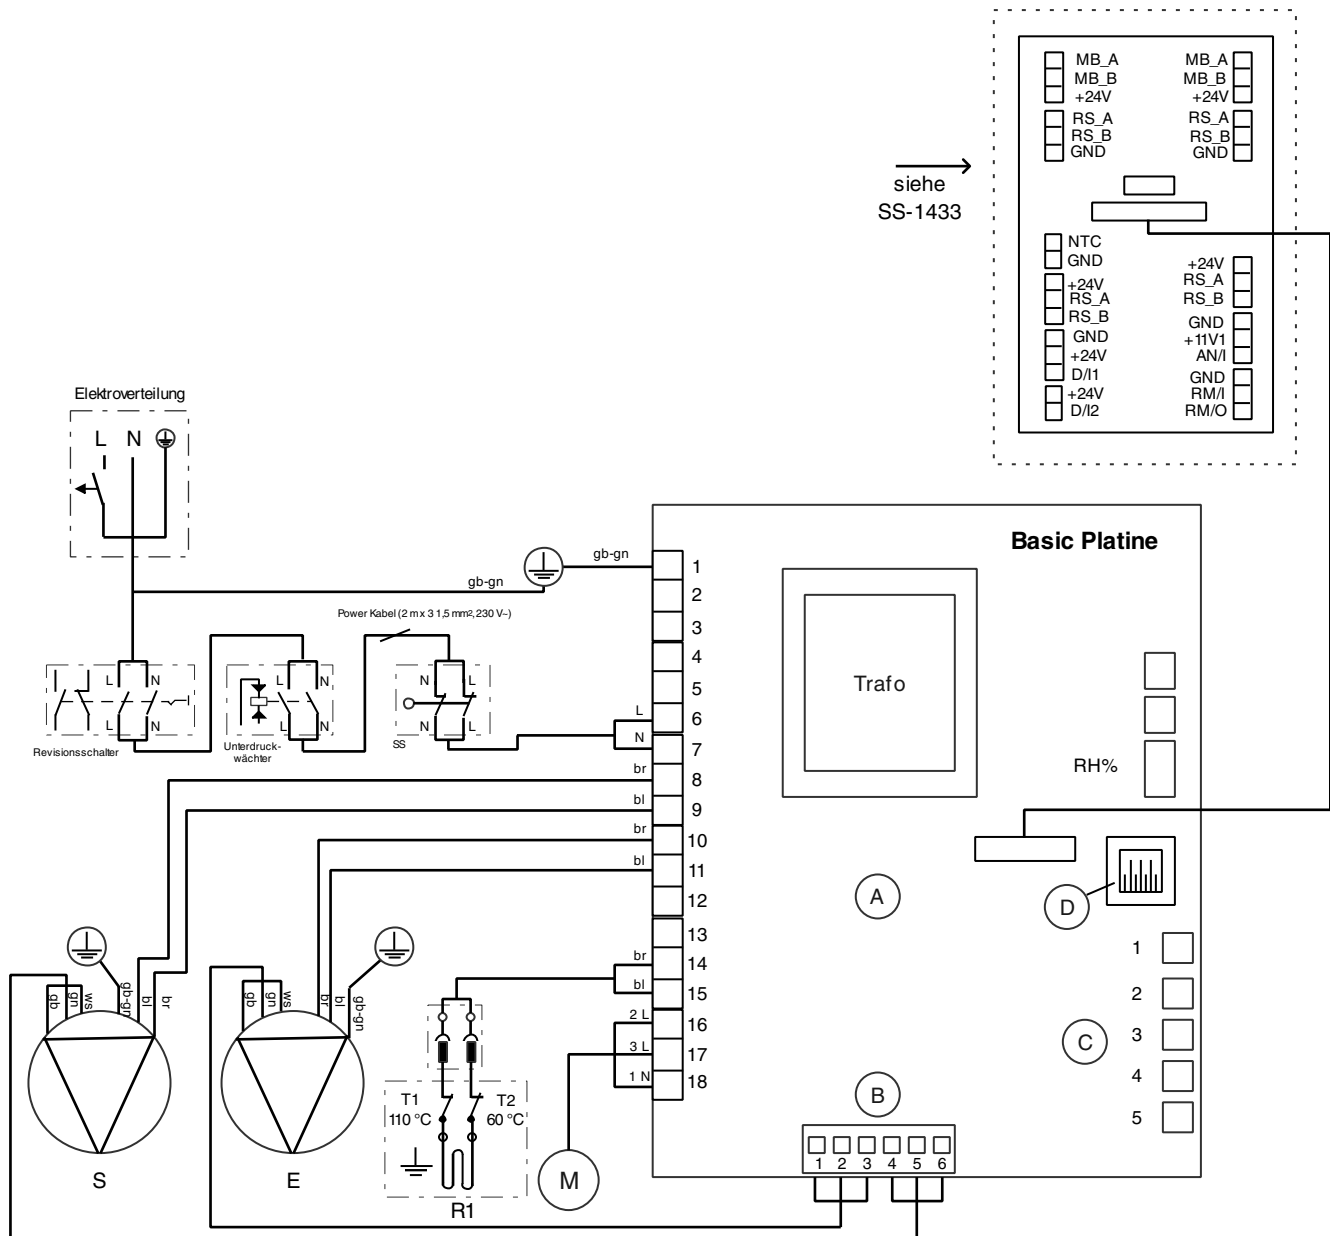 MB_A MB_A
MB_B MB_B
+24V +24V
RS_A RS_A
RS_B RS_B
GND GND
siehe
SS-1433
NTC
GND
+24V
RS_A
RS_B
GND
+24V
D/I1
+24V
D/I2
+24V
RS_A
RS_B
GND
+11V1
AN/I
GND
RM/I
RM/O
Elektroverteilung
L N
gb-gn
gb-gn
Power Kabel (2 m x 3 1,5 mm², 230 V~)
L N
L N
Revisionsschalter
L N
L N
Unterdruck-
wächter
N L
N L
SS
L
N
br
bl
br
bl
br
bl
2 L
3 L
1 N
Basic Platine
1
2
3
4
5
6
7
8
9
10
11
12
13
14
15
16
17
18
Trafo
RH%
A
D
C
1
2
3
4
5
B
1 2 3 4 5 6
gb gn ws gb-gn bl br
S
gb gn ws br bl gb-gn
E
T1
110 °C
T2
60 °C
R1
M